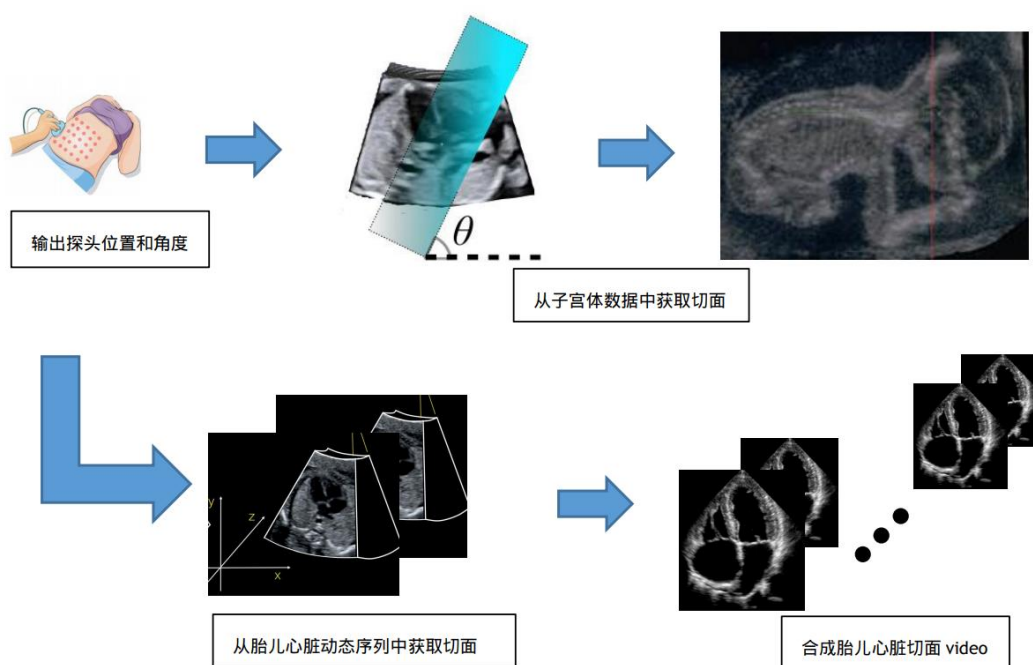 θ
输出探头位置和角度
从子宫体数据中获取切面
y
z
x
从胎儿心脏动态序列中获取切面
合成胎儿心脏切面 video